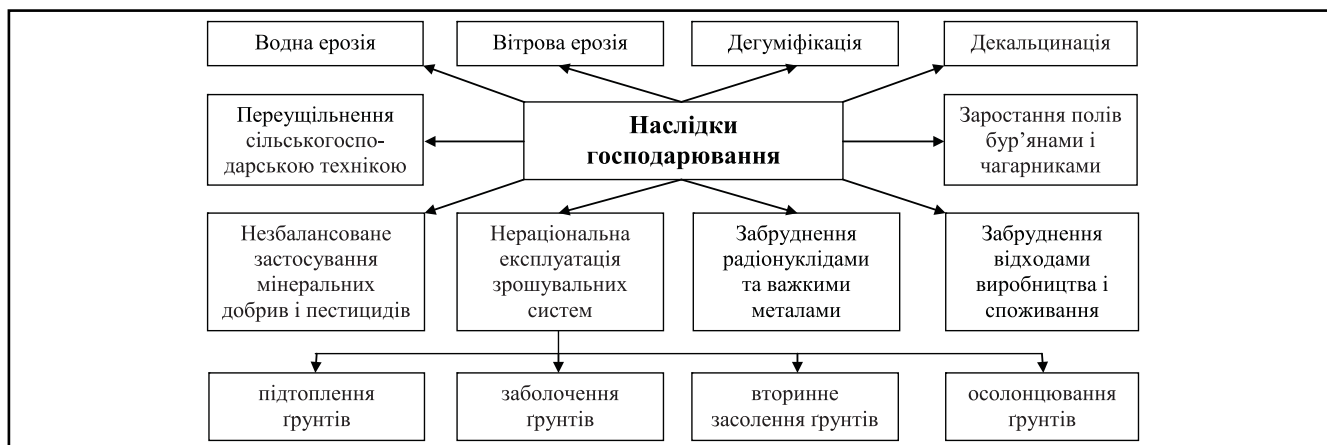 Водна ерозія
Вітрова ерозія
Дегуміфікація
Декальцинація
Переущільнення
сільськогоспо-
дарською технікою
Наслідки
господарювання
Заростання полів
бур’янами і
чагарниками
Незбалансоване
застосування
мінеральних
добрив і пестицидів
Нераціональна
експлуатація
зрошувальних
систем
Забруднення
радіонуклідами
та важкими
металами
Забруднення
відходами
виробництва і
споживання
підтоплення
ґрунтів
заболочення
ґрунтів
вторинне
засолення ґрунтів
осолонцювання
ґрунтів